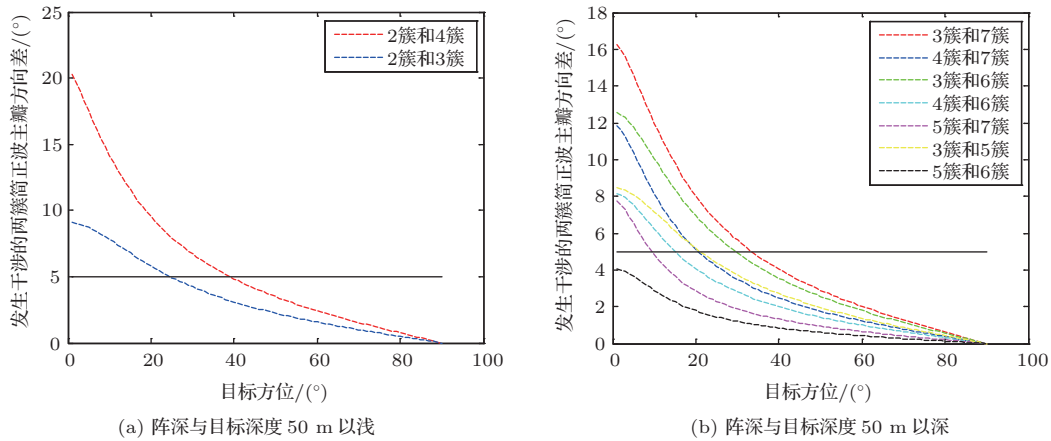 发生干涉的两簇简正波主瓣方向差/(°)
25
20
15
10
5
0
0 20 40 60 80 100
目标方位/(°)
2簇和4簇
2簇和3簇
(a) 阵深与目标深度 50 m 以浅
发生干涉的两簇简正波主瓣方向差/(°)
18
16
14
12
10
8
6
4
2
0
0 20 40 60 80 100
目标方位/(°)
3簇和7簇
4簇和7簇
3簇和6簇
4簇和6簇
5簇和7簇
3簇和5簇
5簇和6簇
(b) 阵深与目标深度 50 m 以深